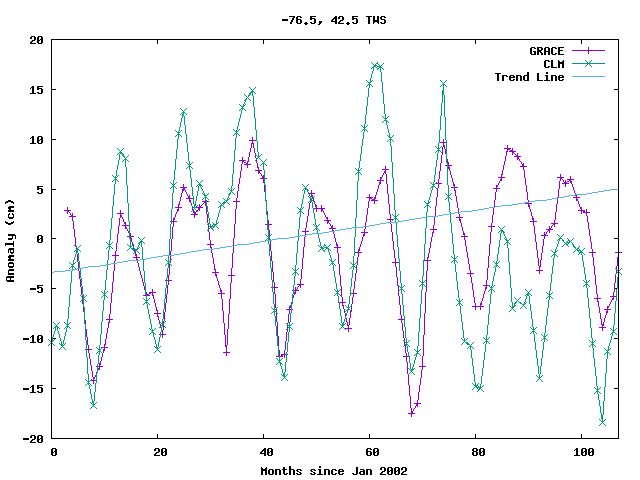 -76.5, 42.5 TWS
GRACE
CLM
Trend Line
20
15
10
5
0
-5
-10
-15
-20
Anomaly (cm)
0 20 40 60 80 100
Months since Jan 2002